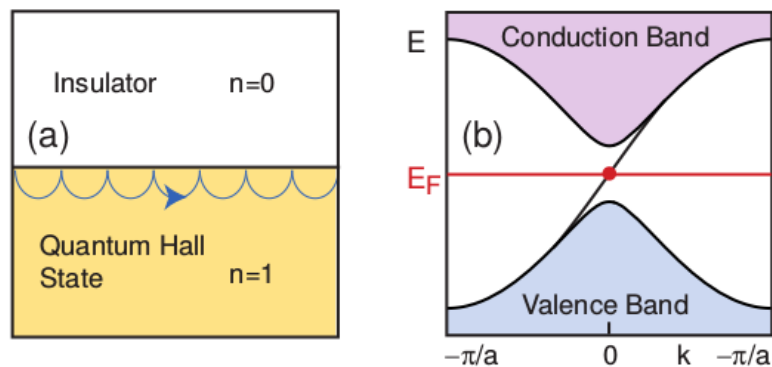 Insulator n=0
(a)
Quantum Hall
State n=1
E
Conduction Band
(b)
E_F
Valence Band
−π/a 0 k −π/a